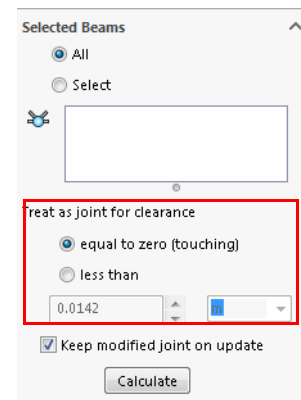 Selected Beams
All
Select
Treat as joint for clearance
equal to zero (touching)
less than
0.0142 m
Keep modified joint on update
Calculate